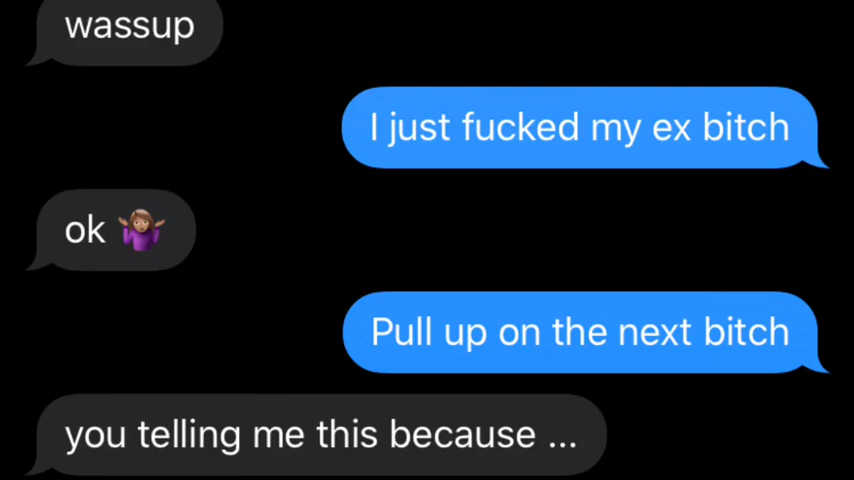 wassup
I just fucked my ex bitch
ok 🤷🏽‍♀️
Pull up on the next bitch
you telling me this because ...